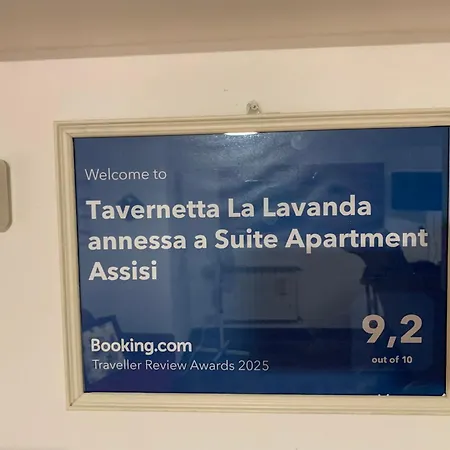 Welcome to
Tavernetta La Lavanda
annessa a Suite Apartment
Assisi
9,2
out of 10
Booking.com
Traveller Review Awards 2025